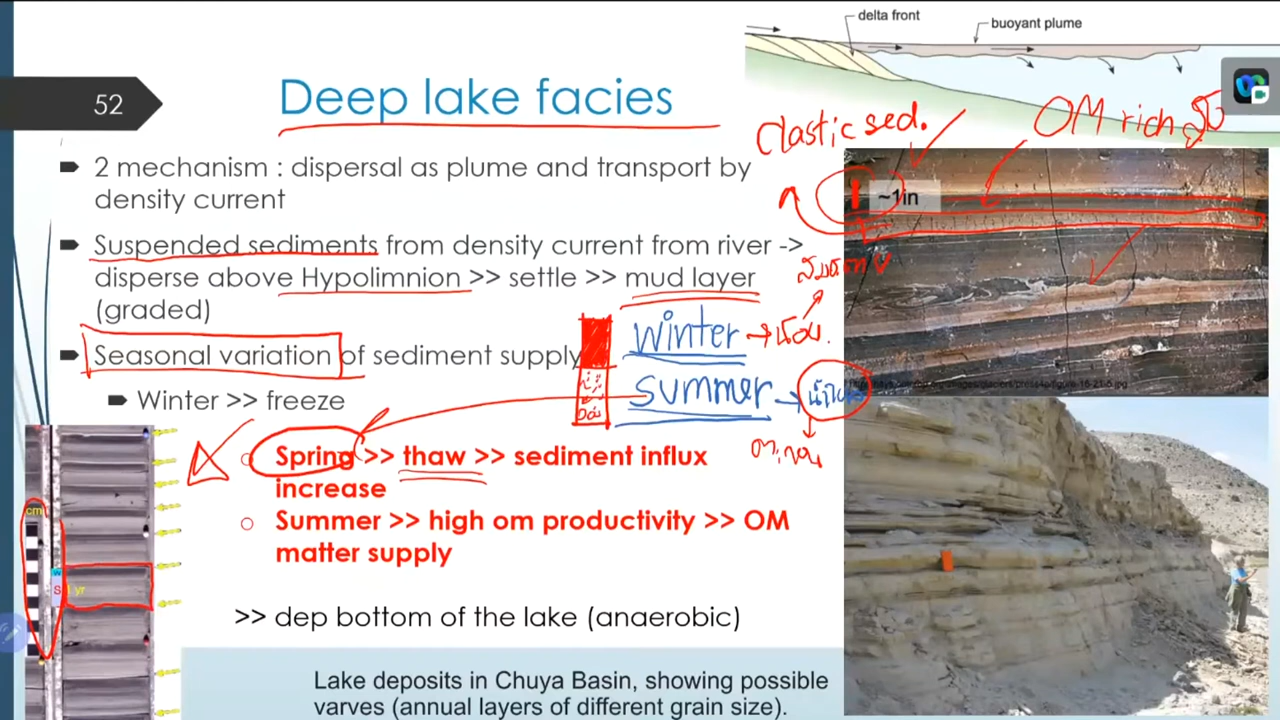 delta front
buoyant plume
52
Deep lake facies
Clastic sed.
OM rich
2 mechanism : dispersal as plume and transport by
density current
~1in
Suspended sediments from density current from river ->
disperse above Hypolimnion >> settle >> mud layer
(graded)
winter
Seasonal variation of sediment supply
summer
Winter >> freeze
Spring >> thaw >> sediment influx
increase
Summer >> high om productivity >> OM
matter supply
cm
W
S 1 yr
>> dep bottom of the lake (anaerobic)
Lake deposits in Chuya Basin, showing possible
varves (annual layers of different grain size).